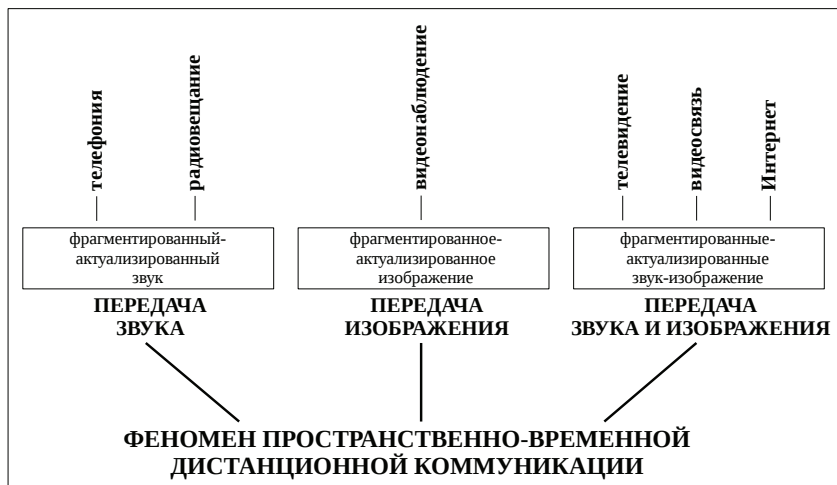 телефония
радиовещание
видеонаблюдение
телевидение
видеосвязь
Интернет
фрагментированный-
актуализированный
звук
фрагментированное-
актуализированное
изображение
фрагментированные-
актуализированные
звук-изображение
ПЕРЕДАЧА
ЗВУКА
ПЕРЕДАЧА
ИЗОБРАЖЕНИЯ
ПЕРЕДАЧА
ЗВУКА И ИЗОБРАЖЕНИЯ
ФЕНОМЕН ПРОСТРАНСТВЕННО-ВРЕМЕННОЙ
ДИСТАНЦИОННОЙ КОММУНИКАЦИИ